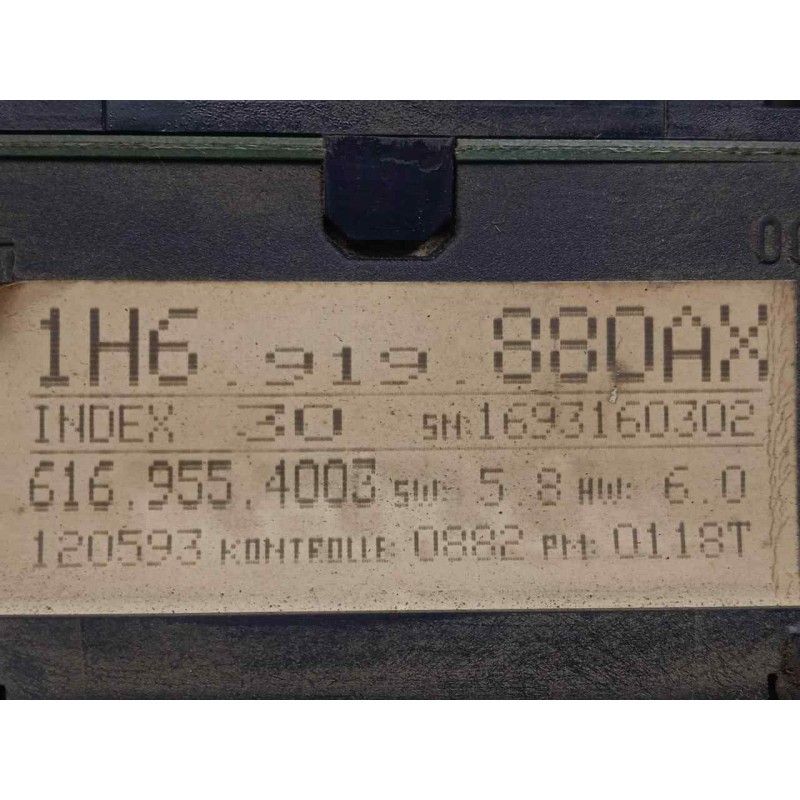 1H6.919.880AX
INDEX 30 SN:1693160302
616.955.4003 SW: 5.8 HW: 6.0
120593 KONTROLLE: 0882 PM: 0118T